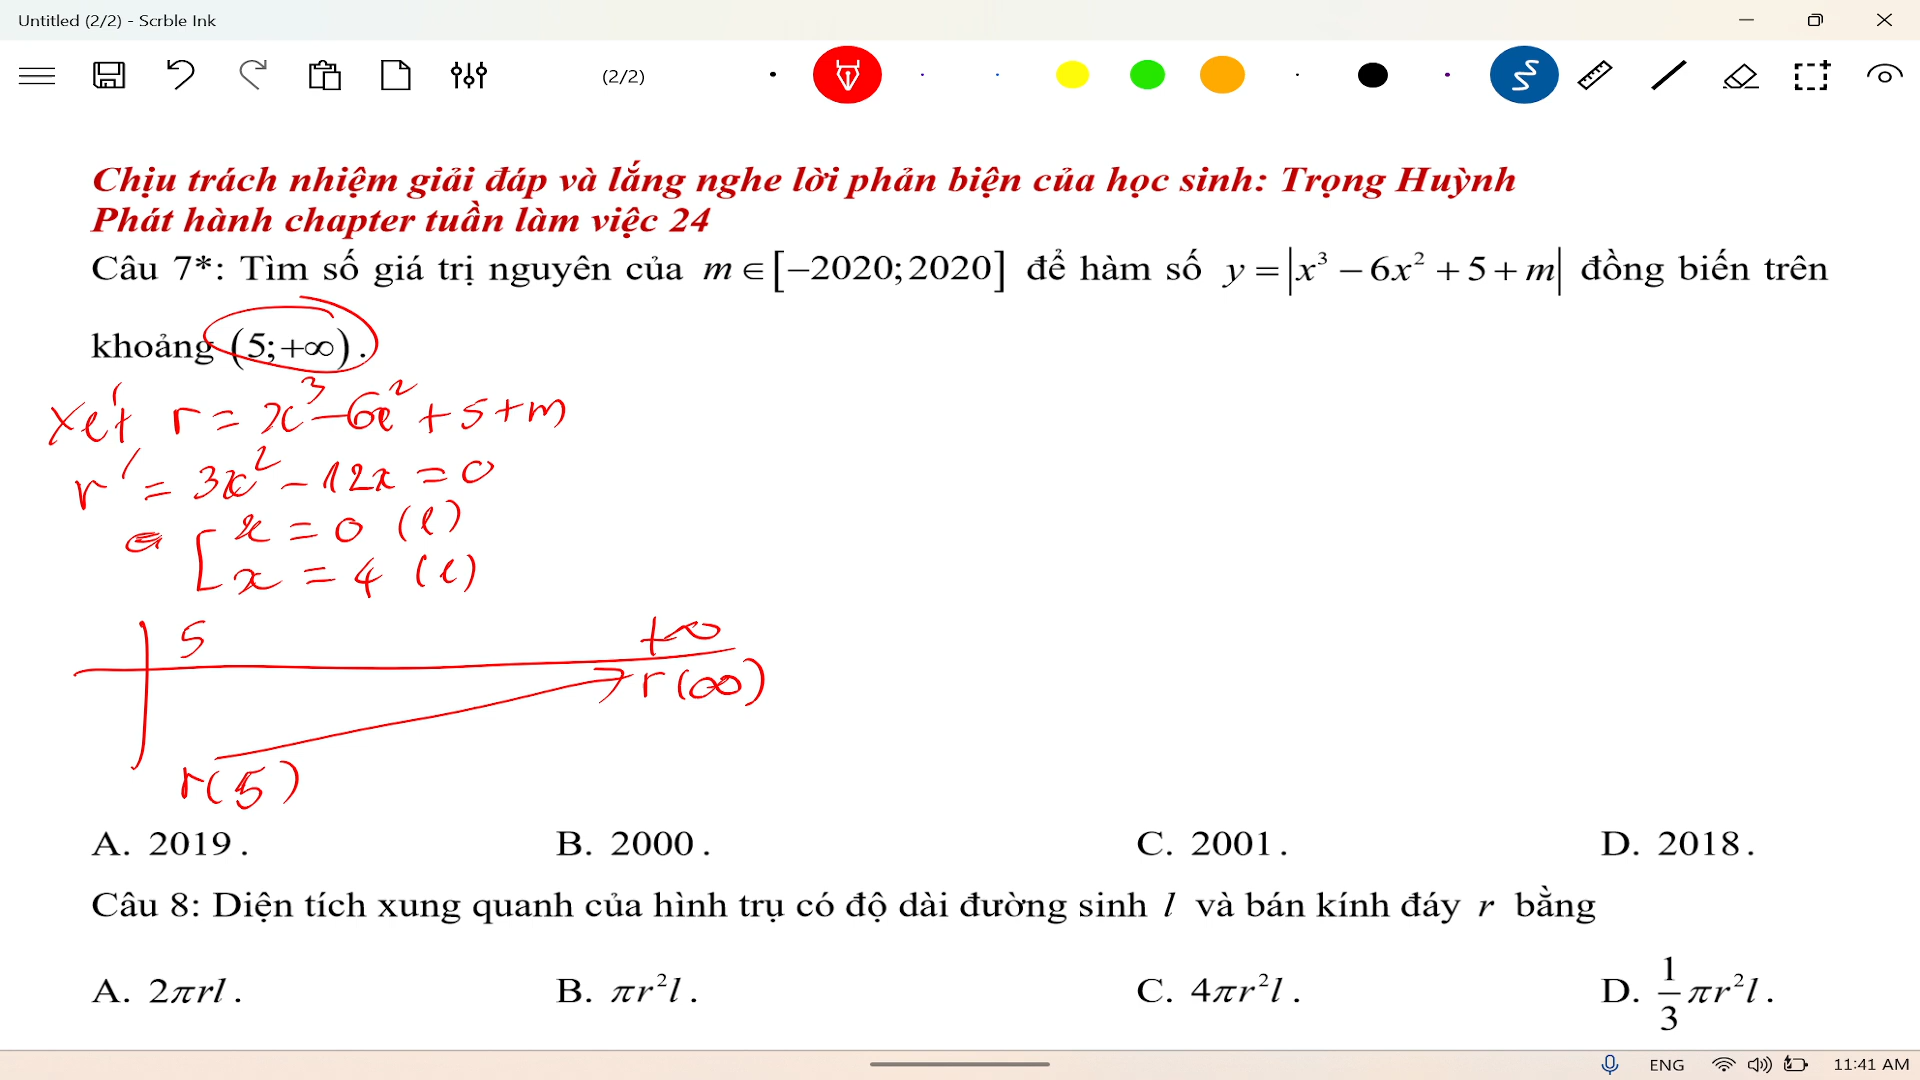 Untitled (2/2) - Scrble Ink
(2/2)
Chịu trách nhiệm giải đáp và lắng nghe lời phản biện của học sinh: Trọng Huỳnh
Phát hành chapter tuần làm việc 24
Câu 7*: Tìm số giá trị nguyên của m ∈ [−2020; 2020] để hàm số y = |x³ − 6x² + 5 + m| đồng biến trên
khoảng (5; +∞).
Xét r = x³ − 6x² + 5 + m
r' = 3x² − 12x = 0
⇔ [ x = 0 (l)
x = 4 (l)
5 +∞
r(∞)
r(5)
A. 2019. B. 2000. C. 2001. D. 2018.
Câu 8: Diện tích xung quanh của hình trụ có độ dài đường sinh l và bán kính đáy r bằng
A. 2πrl. B. πr²l. C. 4πr²l. D. 1/3 πr²l.
ENG 11:41 AM